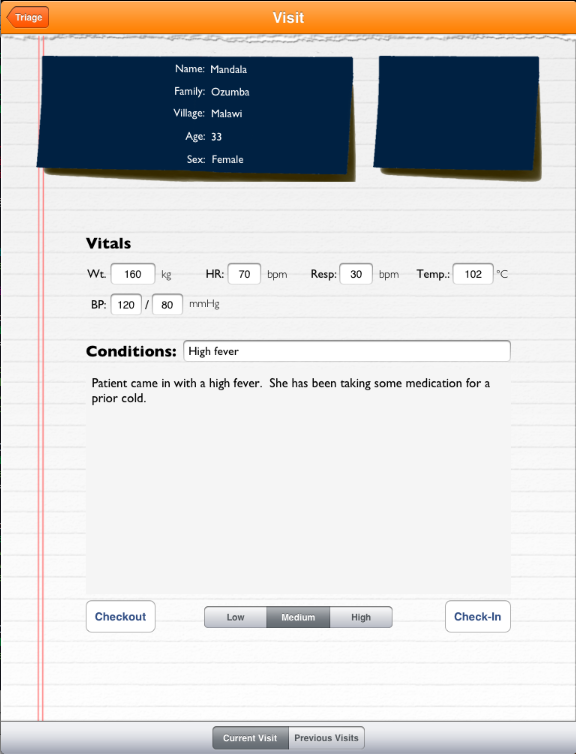 Triage
Visit
Name: Mandala
Family: Ozumba
Village: Malawi
Age: 33
Sex: Female
Vitals
Wt. 160 kg HR: 70 bpm Resp: 30 bpm Temp.: 102 °C
BP: 120 / 80 mmHg
Conditions: High fever
Patient came in with a high fever. She has been taking some medication for a
prior cold.
Checkout Low Medium High Check-In
Current Visit Previous Visits